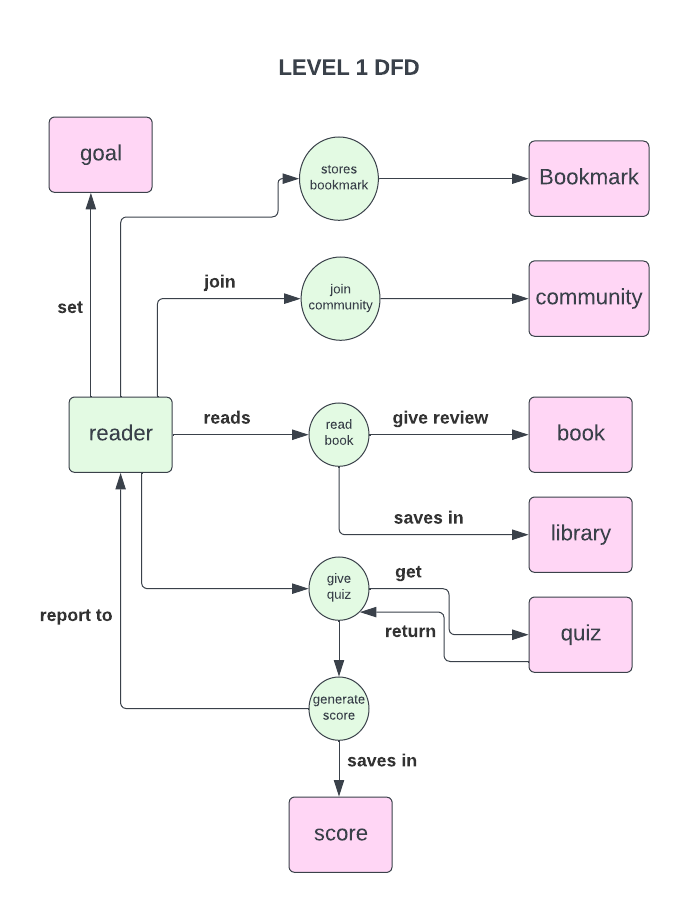 LEVEL 1 DFD
goal
stores
bookmark
Bookmark
set
join
join
community
community
reader
reads
read
book
give review
book
saves in
library
give
quiz
get
return
quiz
report to
generate
score
saves in
score